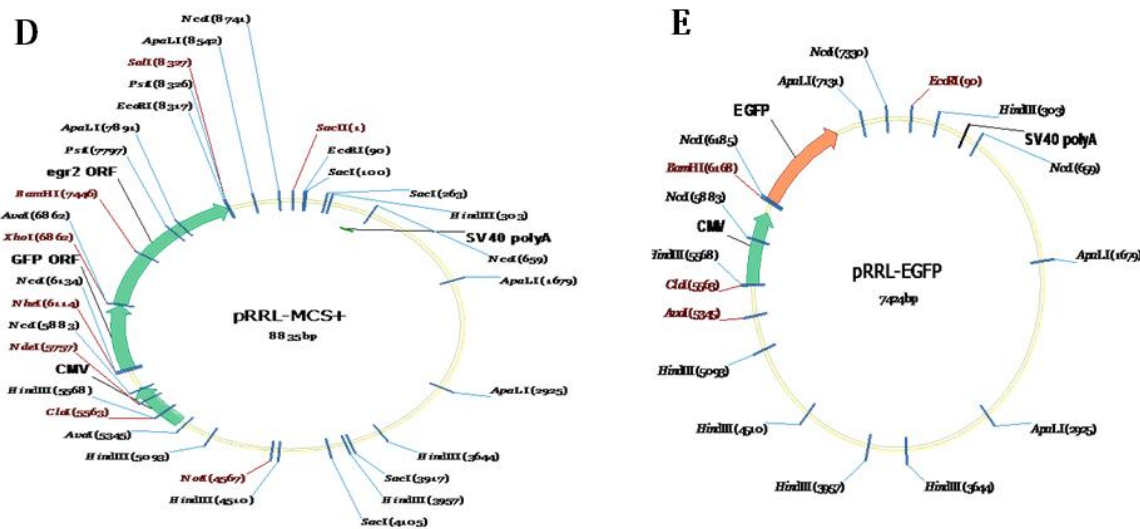 D
NcoI(8741)
ApaLI(8542)
SalI(8327)
PstI(8326)
EcoRI(8317)
ApaLI(7891)
PstI(7797)
egr2 ORF
BamHI(7446)
AvaI(6862)
XhoI(6862)
GFP ORF
NcoI(6134)
NheI(6114)
NcoI(5883)
NdeI(5757)
CMV
HindIII(5568)
ClaI(5563)
AvaI(5345)
HindIII(5093)
NotI(4567)
HindIII(4510)
SacI(4105)
HindIII(3957)
SacI(3917)
HindIII(3644)
ApaLI(2925)
ApaLI(1679)
NcoI(659)
SV40 polyA
HindIII(303)
SacI(263)
SacI(100)
EcoRI(90)
SacII(1)
pRRL-MCS+
8835bp
E
NcoI(7330)
ApaLI(7131)
EGFP
NcoI(6185)
BamHI(6168)
NcoI(5883)
CMV
HindIII(5568)
ClaI(5563)
AvaI(5345)
HindIII(5093)
HindIII(4510)
HindIII(3957)
HindIII(3644)
ApaLI(2925)
ApaLI(1679)
NcoI(659)
SV40 polyA
HindIII(303)
EcoRI(90)
pRRL-EGFP
7424bp